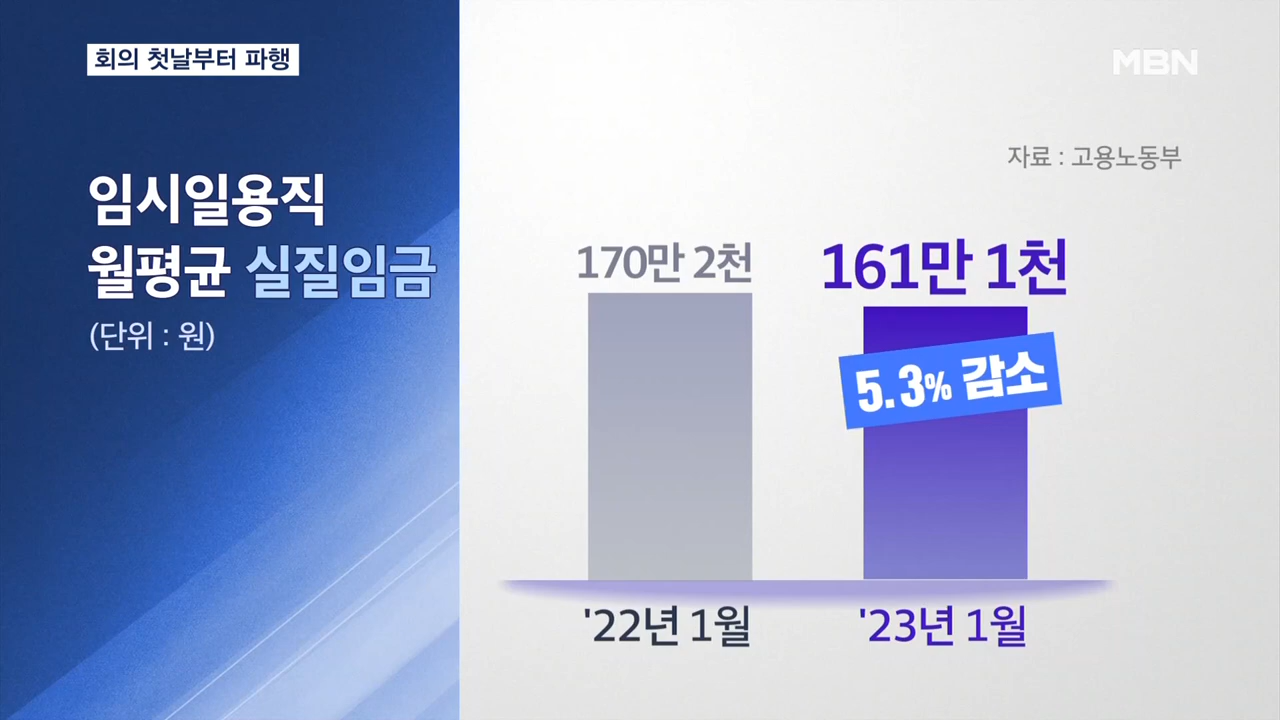 회의 첫날부터 파행
MBN
임시일용직
월평균 실질임금
(단위 : 원)
자료 : 고용노동부
170만 2천
161만 1천
5.3% 감소
'22년 1월
'23년 1월